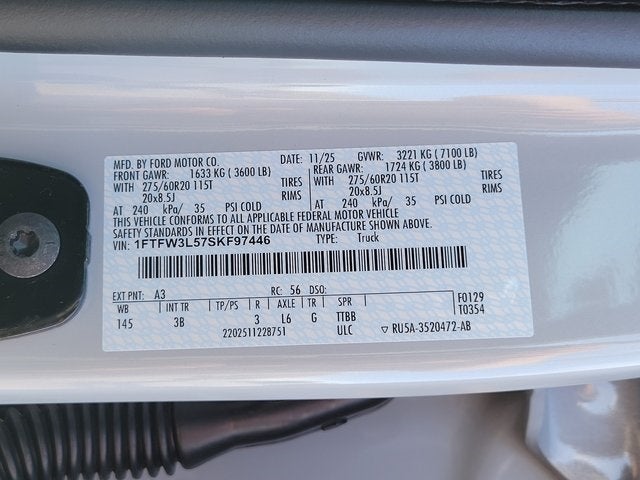 MFD. BY FORD MOTOR CO.
DATE: 11/25 GVWR: 3221 KG ( 7100 LB)
FRONT GAWR: 1633 KG ( 3600 LB)
REAR GAWR: 1724 KG ( 3800 LB)
WITH 275/60R20 115T TIRES
WITH 275/60R20 115T TIRES
20x8.5J RIMS
20x8.5J RIMS
AT 240 kPa/ 35 PSI COLD
AT 240 kPa/ 35 PSI COLD
THIS VEHICLE CONFORMS TO ALL APPLICABLE FEDERAL MOTOR VEHICLE
SAFETY STANDARDS IN EFFECT ON THE DATE OF MANUFACTURE SHOWN ABOVE.
VIN: 1FTFW3L57SKF97446 TYPE: Truck
EXT PNT: A3 RC: 56 DSO:
WB INT TR TP/PS R AXLE TR SPR F0129
145 3B 3 L6 G TTBB T0354
2202511228751 ULC ▽ RU5A-3520472-AB